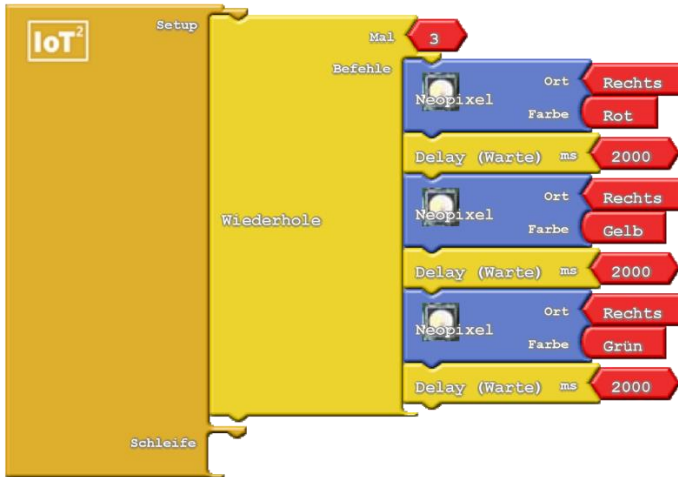 IoT²
Setup
Mal 3
Befehle
Neopixel
Ort Rechts
Farbe Rot
Delay (Warte) ms 2000
Wiederhole
Neopixel
Ort Rechts
Farbe Gelb
Delay (Warte) ms 2000
Neopixel
Ort Rechts
Farbe Grün
Delay (Warte) ms 2000
Schleife